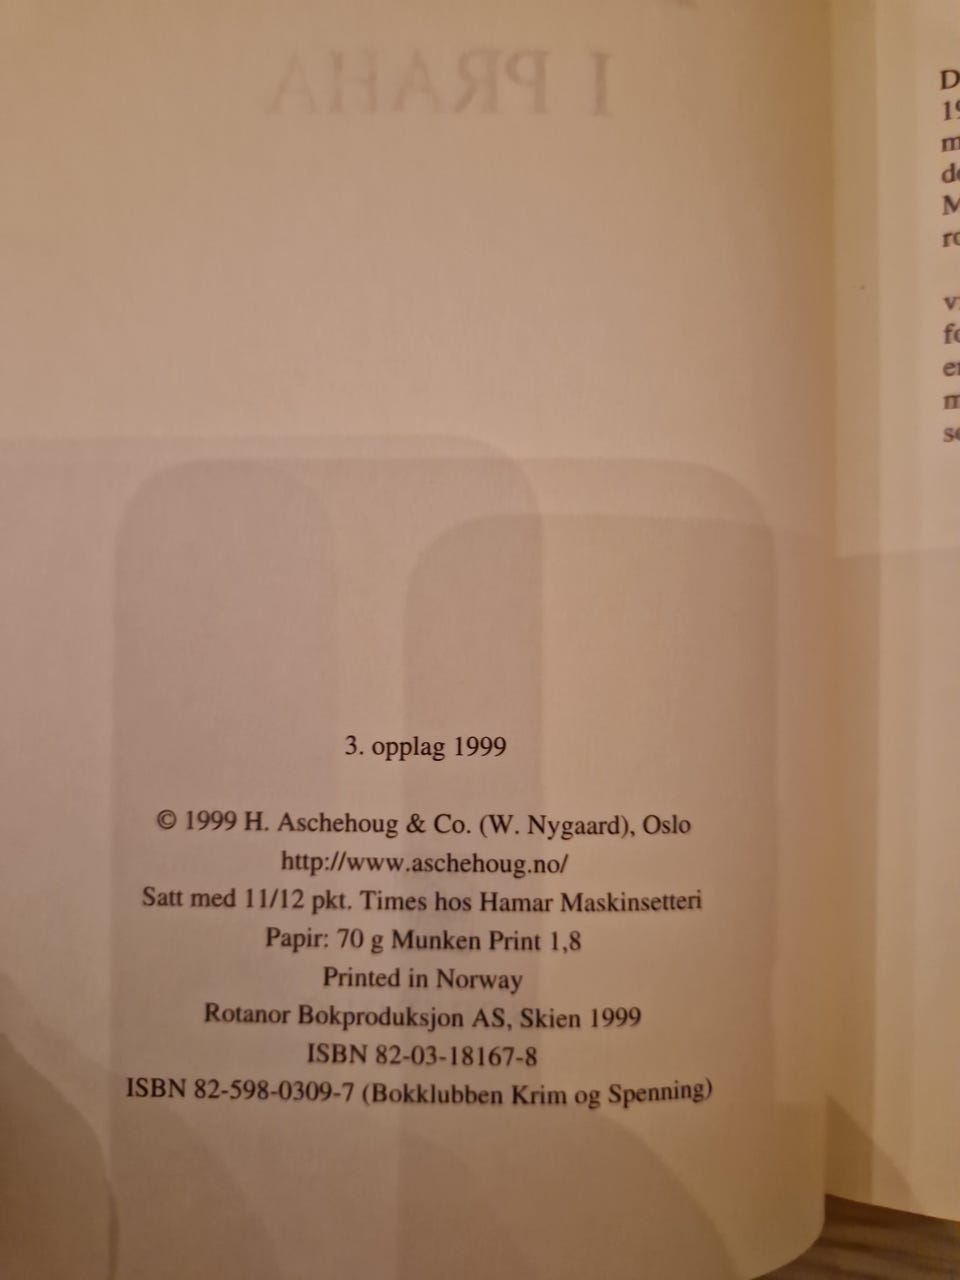 I PRAHA
3. opplag 1999
© 1999 H. Aschehoug & Co. (W. Nygaard), Oslo
http://www.aschehoug.no/
Satt med 11/12 pkt. Times hos Hamar Maskinsetteri
Papir: 70 g Munken Print 1,8
Printed in Norway
Rotanor Bokproduksjon AS, Skien 1999
ISBN 82-03-18167-8
ISBN 82-598-0309-7 (Bokklubben Krim og Spenning)